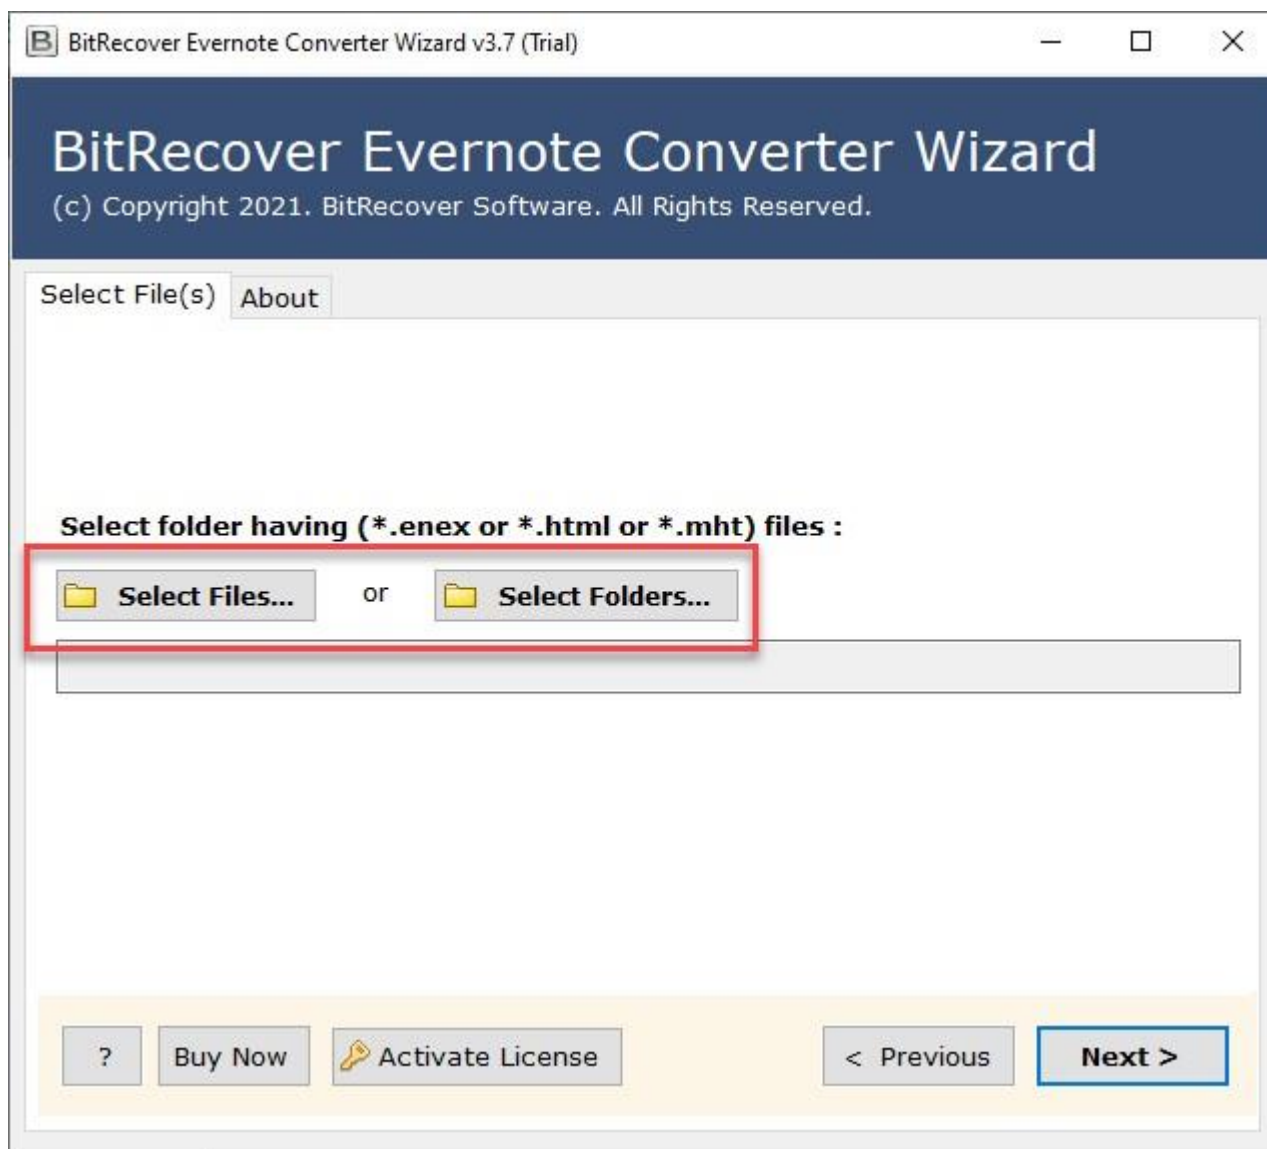 BitRecover Evernote Converter Wizard v3.7 (Trial)
BitRecover Evernote Converter Wizard
(c) Copyright 2021. BitRecover Software. All Rights Reserved.
Select File(s) About
Select folder having (*.enex or *.html or *.mht) files :
Select Files... or Select Folders...
? Buy Now Activate License < Previous Next >